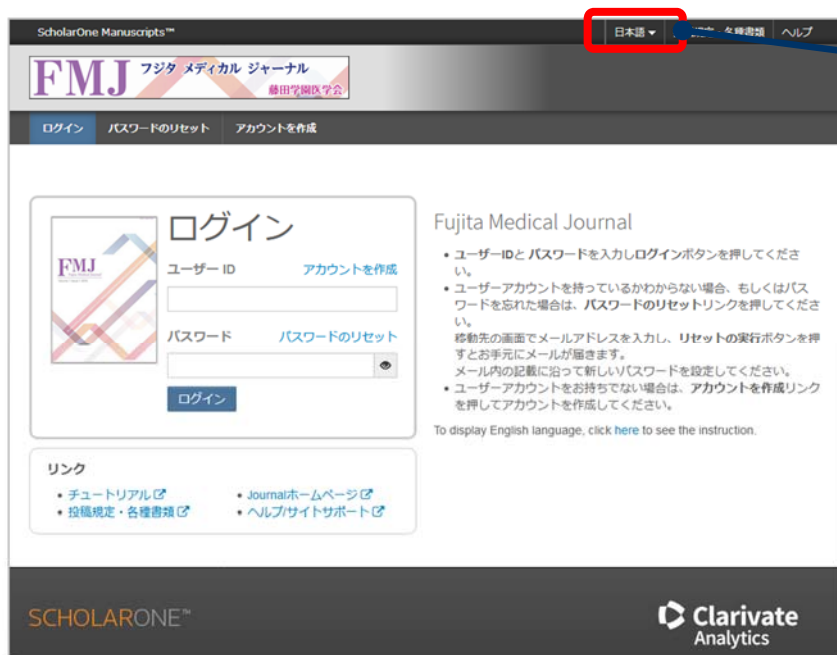 ScholarOne Manuscripts™
日本語 ・各種書類 ヘルプ
FMJ フジタ メディカル ジャーナル
藤田学園医学会
ログイン パスワードのリセット アカウントを作成
FMJ
ログイン
ユーザー ID アカウントを作成
パスワード パスワードのリセット
ログイン
リンク
• チュートリアル
• 投稿規定・各種書類
• Journalホームページ
• ヘルプ/サイトサポート
Fujita Medical Journal
• ユーザーIDと パスワードを入力しログインボタンを押してくださ
い。
• ユーザーアカウントを持っているかわからない場合、もしくはパス
ワードを忘れた場合は、パスワードのリセットリンクを押してくださ
い。
移動先の画面でメールアドレスを入力し、リセットの実行ボタンを押
すとお手元にメールが届きます。
メール内の記載に沿って新しいパスワードを設定してください。
• ユーザーアカウントをお持ちでない場合は、アカウントを作成リンク
を押してアカウントを作成してください。
To display English language, click here to see the instruction.
SCHOLARONE™
Clarivate
Analytics